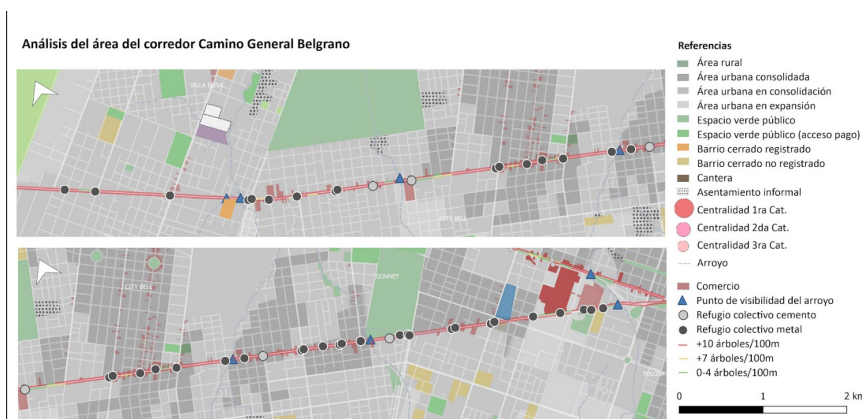 Análisis del área del corredor Camino General Belgrano
VILLA ELISA
CITY BELL
CITY BELL
GONNET
TOLOSA
Referencias
Área rural
Área urbana consolidada
Área urbana en consolidación
Área urbana en expansión
Espacio verde público
Espacio verde público (acceso pago)
Barrio cerrado registrado
Barrio cerrado no registrado
Cantera
Asentamiento informal
Centralidad 1ra Cat.
Centralidad 2da Cat.
Centralidad 3ra Cat.
Arroyo
Comercio
Punto de visibilidad del arroyo
Refugio colectivo cemento
Refugio colectivo metal
+10 árboles/100m
+7 árboles/100m
0-4 árboles/100m
0 1 2 km